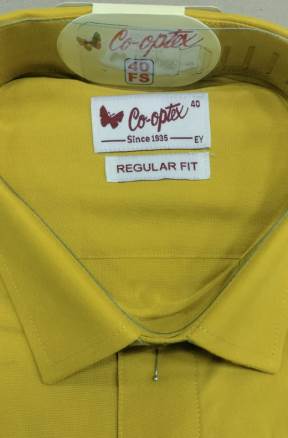 Co-optex
40
FS
Co-optex 40
Since 1935 EY
REGULAR FIT